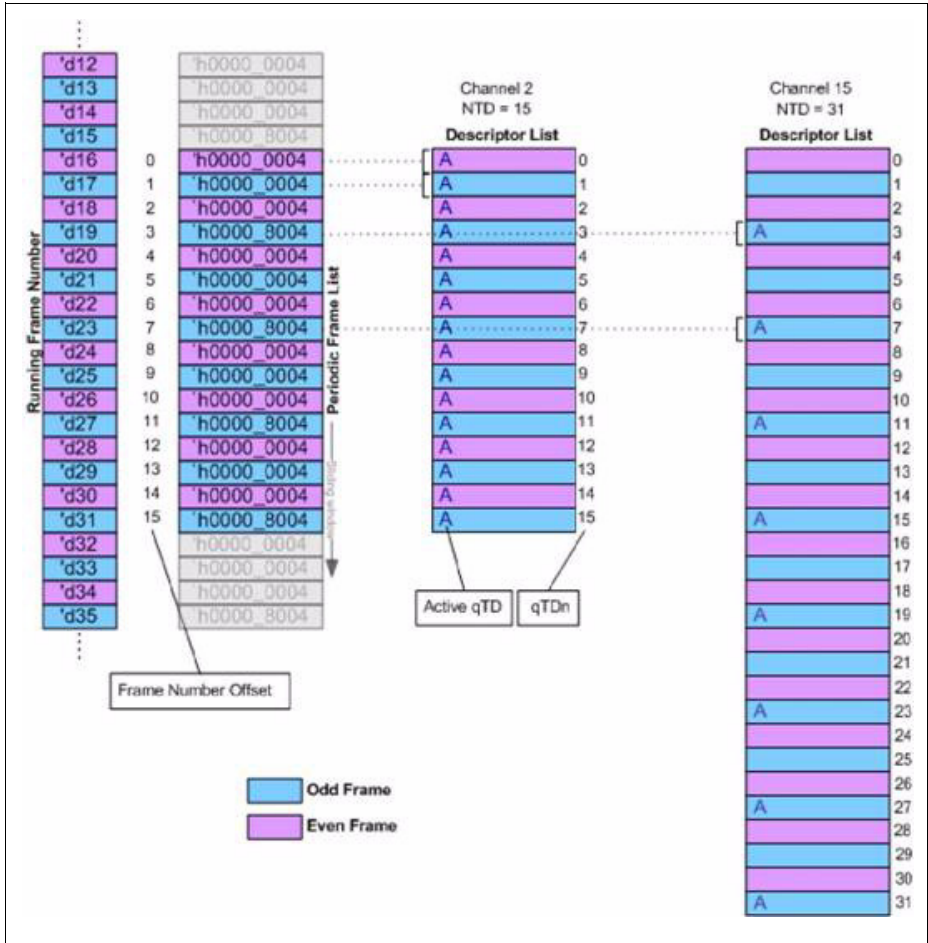 'd12 'h0000_0004
'd13 'h0000_0004
'd14 'h0000_0004
'd15 'h0000_8004
'd16 0 'h0000_0004
'd17 1 'h0000_0004
'd18 2 'h0000_0004
'd19 3 'h0000_8004
'd20 4 'h0000_0004
'd21 5 'h0000_0004
'd22 6 'h0000_0004
'd23 7 'h0000_8004
'd24 8 'h0000_0004
'd25 9 'h0000_0004
'd26 10 'h0000_0004
'd27 11 'h0000_8004
'd28 12 'h0000_0004
'd29 13 'h0000_0004
'd30 14 'h0000_0004
'd31 15 'h0000_8004
'd32 'h0000_0004
'd33 'h0000_0004
'd34 'h0000_0004
'd35 'h0000_8004
Running Frame Number
Periodic Frame List
Sliding window
Frame Number Offset
Channel 2
NTD = 15
Descriptor List
A 0
A 1
A 2
A 3
A 4
A 5
A 6
A 7
A 8
A 9
A 10
A 11
A 12
A 13
A 14
A 15
Active qTD
qTDn
Channel 15
NTD = 31
Descriptor List
0
1
2
A 3
4
5
6
A 7
8
9
10
A 11
12
13
14
A 15
16
17
18
A 19
20
21
22
A 23
24
25
26
A 27
28
29
30
A 31
Odd Frame
Even Frame